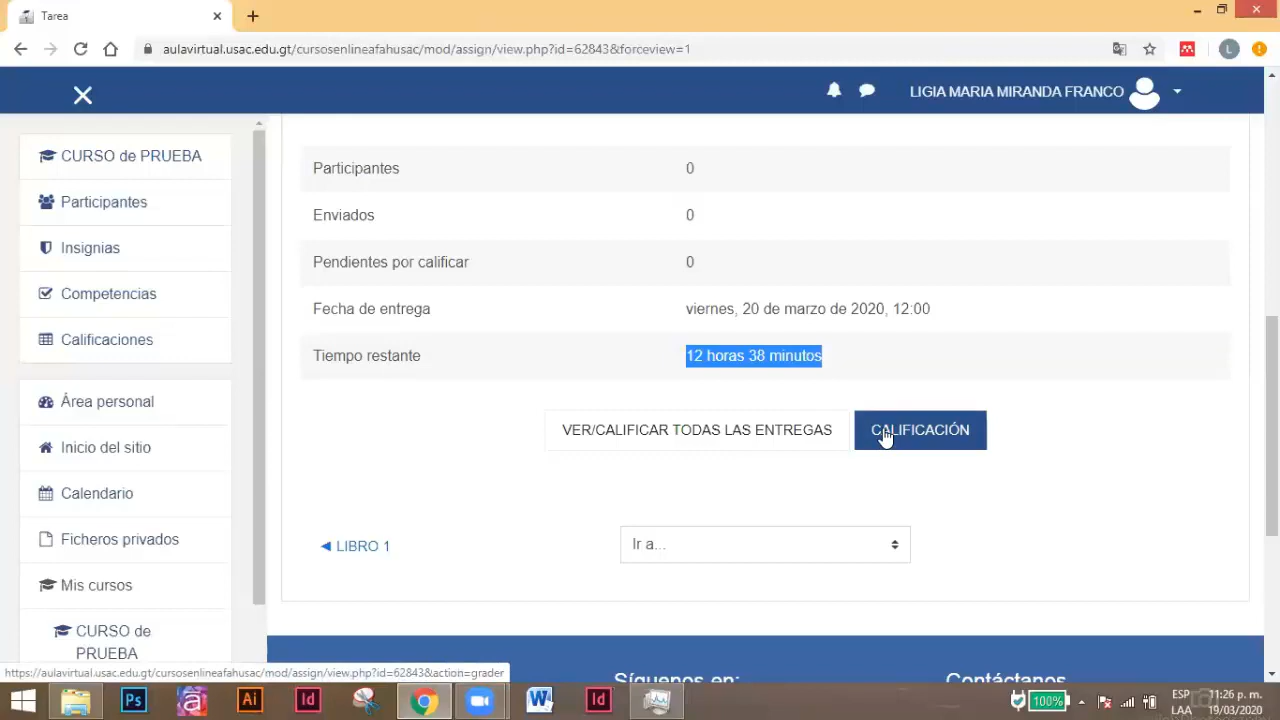 Tarea
aulavirtual.usac.edu.gt/cursosenlineafahusac/mod/assign/view.php?id=62843&forceview=1
L
LIGIA MARIA MIRANDA FRANCO
CURSO de PRUEBA
Participantes
Insignias
Competencias
Calificaciones
Área personal
Inicio del sitio
Calendario
Ficheros privados
Mis cursos
CURSO de
PRUEBA
Participantes 0
Enviados 0
Pendientes por calificar 0
Fecha de entrega viernes, 20 de marzo de 2020, 12:00
Tiempo restante 12 horas 38 minutos
VER/CALIFICAR TODAS LAS ENTREGAS CALIFICACIÓN
◄ LIBRO 1 Ir a...
Síguenos en: Contáctanos
https://aulavirtual.usac.edu.gt/cursosenlineafahusac/mod/assign/view.php?id=62843&action=grader
Ps
a
Ai
Id
W
Id
100%
ESP 11:26 p. m.
LAA 19/03/2020